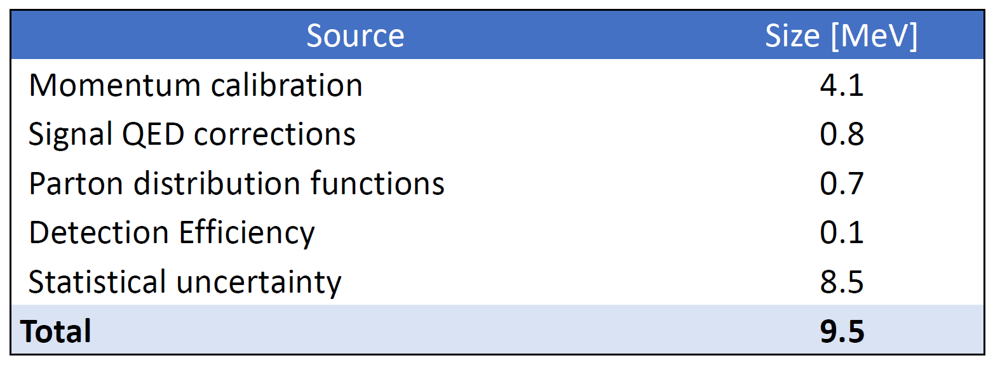 Source Size [MeV]
Momentum calibration 4.1
Signal QED corrections 0.8
Parton distribution functions 0.7
Detection Efficiency 0.1
Statistical uncertainty 8.5
Total 9.5